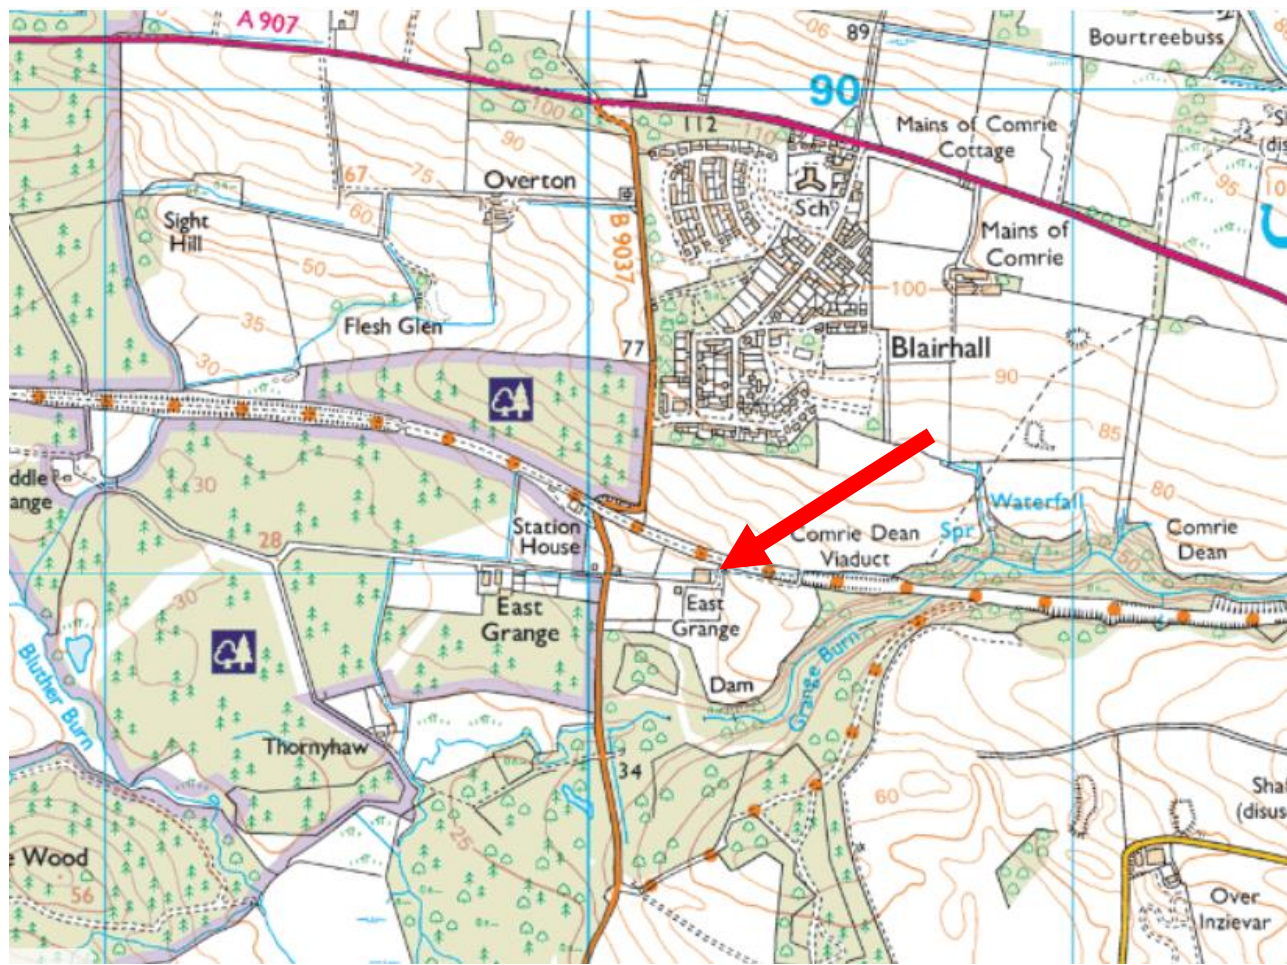 A 907
89
Bourtreebuss
90
100
112
110
90
Mains of Comrie
Cottage
90
67
75
60
Overton
B 9037
Sch
95
Sight
Hill
Mains of
Comrie
50
100
35
Flesh Glen
30
77
Blairhall
90
85
30
80
Waterfall
Spr
Station
House
Comrie Dean
Viaduct
Comrie
Dean
50
28
30
East
Grange
East
Grange
Dam
Grange Burn
Bluther Burn
Thornyhaw
34
60
25
Wood
56
Over
Inzievar